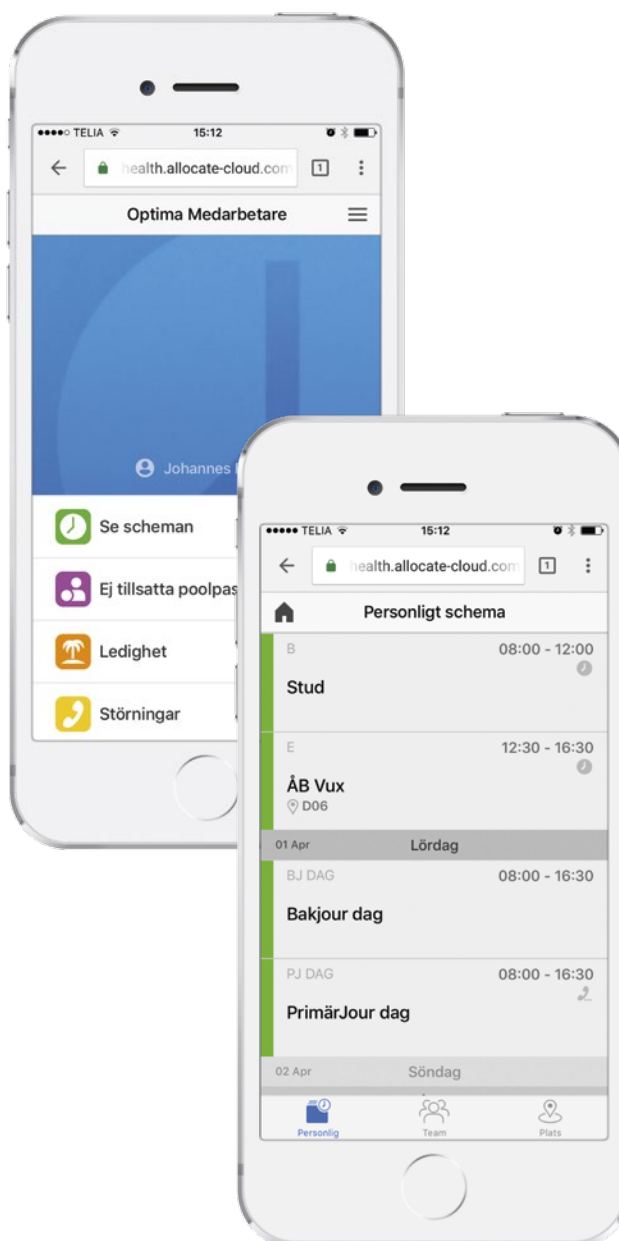 TELIA 15:12
health.allocate-cloud.com 1
Optima Medarbetare
Johannes
Se scheman
Ej tillsatta poolpas
Ledighet
Störningar
TELIA 15:12
health.allocate-cloud.com 1
Personligt schema
B 08:00 - 12:00
Stud
E 12:30 - 16:30
ÅB Vux
D06
01 Apr Lördag
BJ DAG 08:00 - 16:30
Bakjour dag
PJ DAG 08:00 - 16:30
PrimärJour dag
02 Apr Söndag
Personlig Team Plats